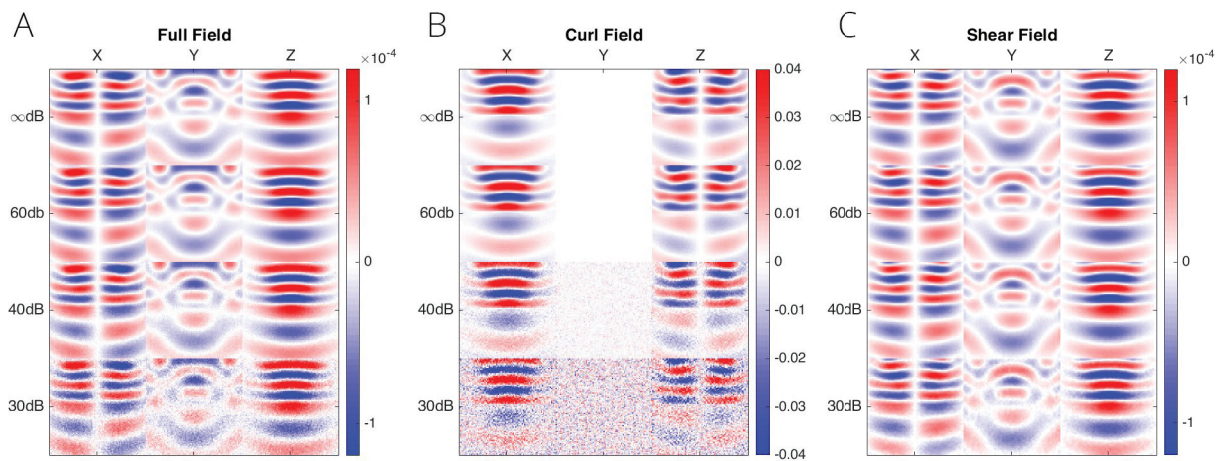 A
Full Field
X Y Z
×10⁻⁴
1
∞dB
60db
0
40dB
30dB
-1
B
Curl Field
X Y Z
0.04
0.03
0.02
0.01
0
-0.01
-0.02
-0.03
-0.04
C
Shear Field
X Y Z
×10⁻⁴
1
∞dB
60dB
0
40dB
30dB
-1
∞dB
60dB
40dB
30dB